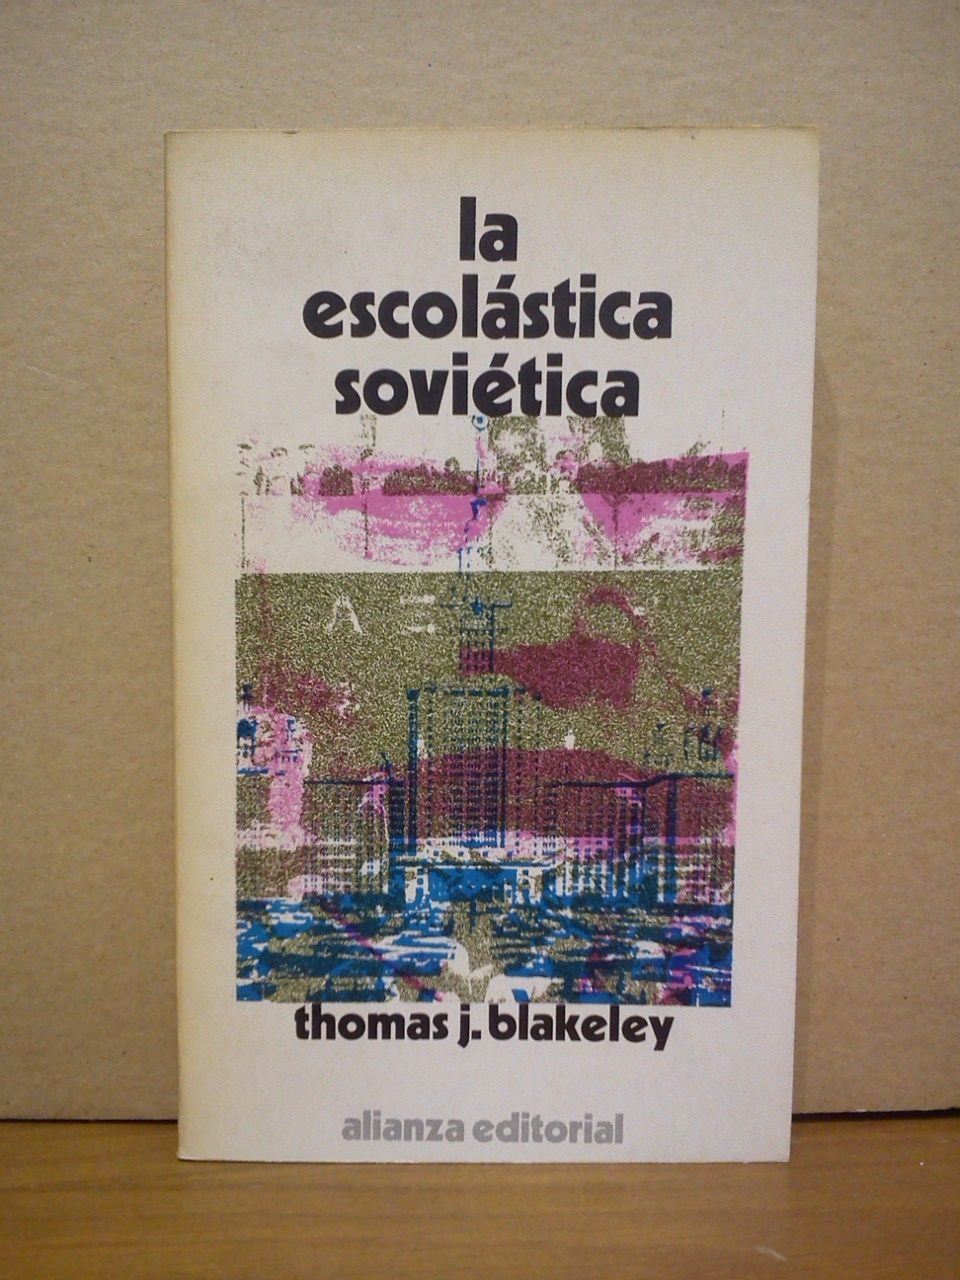 la
escolástica
soviética
thomas j. blakeley
alianza editorial